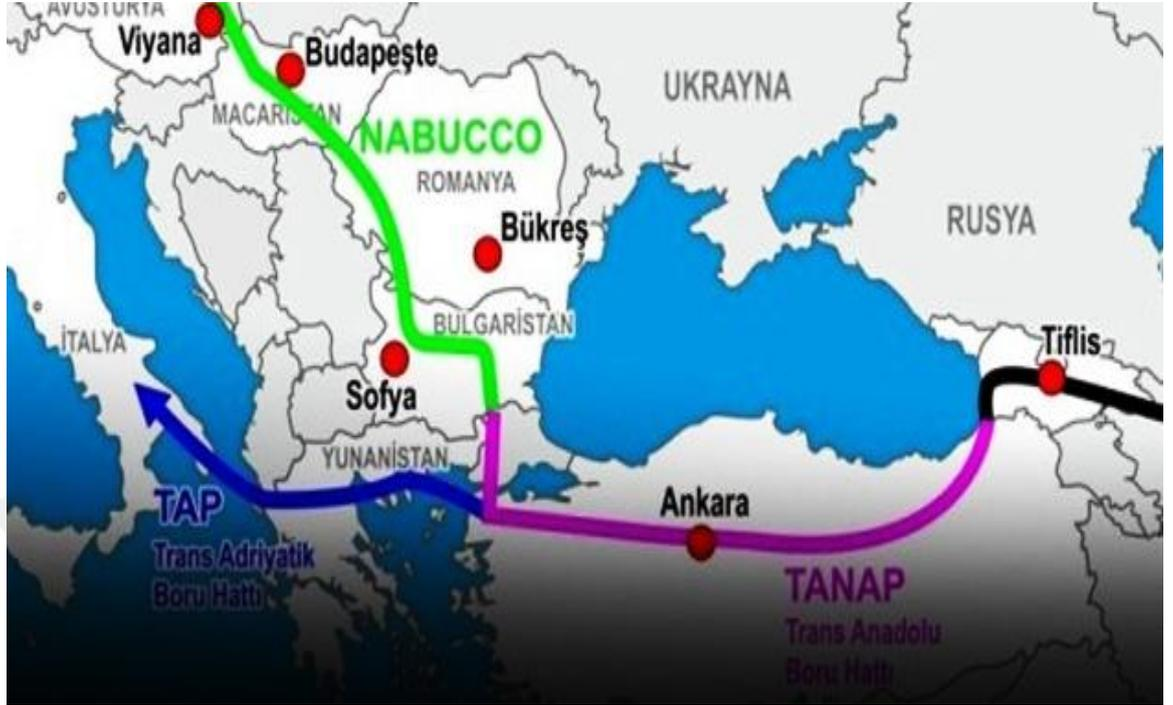 AVUSTURYA
Viyana
Budapeşte
MACARİSTAN
UKRAYNA
NABUCCO
ROMANYA
RUSYA
Bükreş
BULGARİSTAN
İTALYA
Tiflis
Sofya
YUNANİSTAN
Ankara
TAP
Trans Adriyatik
Boru Hattı
TANAP
Trans Anadolu
Boru Hattı